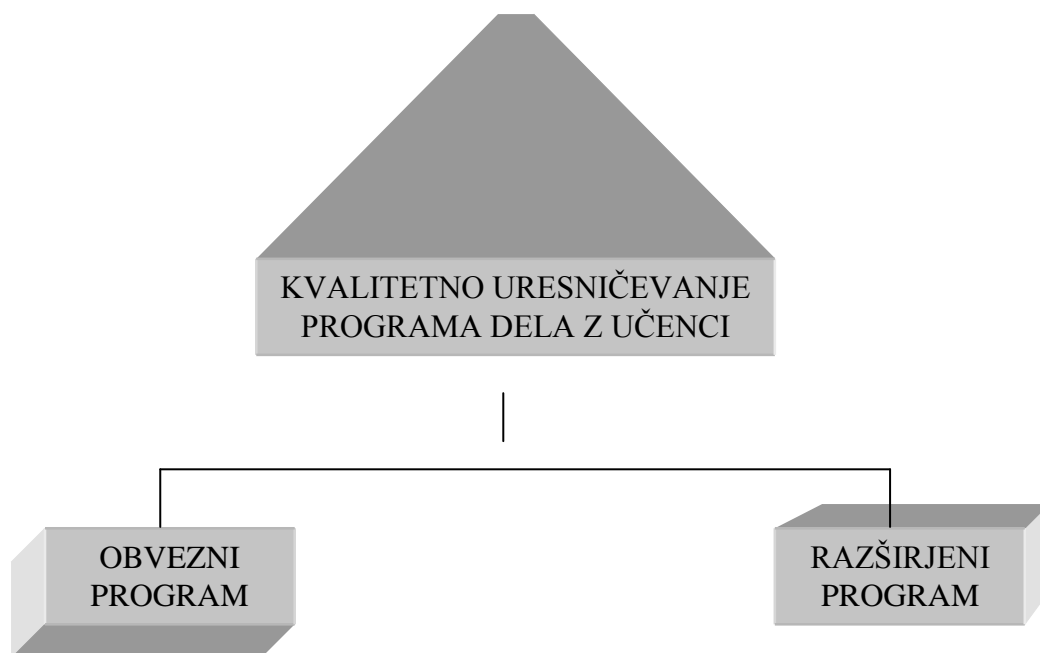 KVALITETNO URESNIČEVANJE
PROGRAMA DELA Z UČENCI
OBVEZNI
PROGRAM
RAZŠIRJENI
PROGRAM